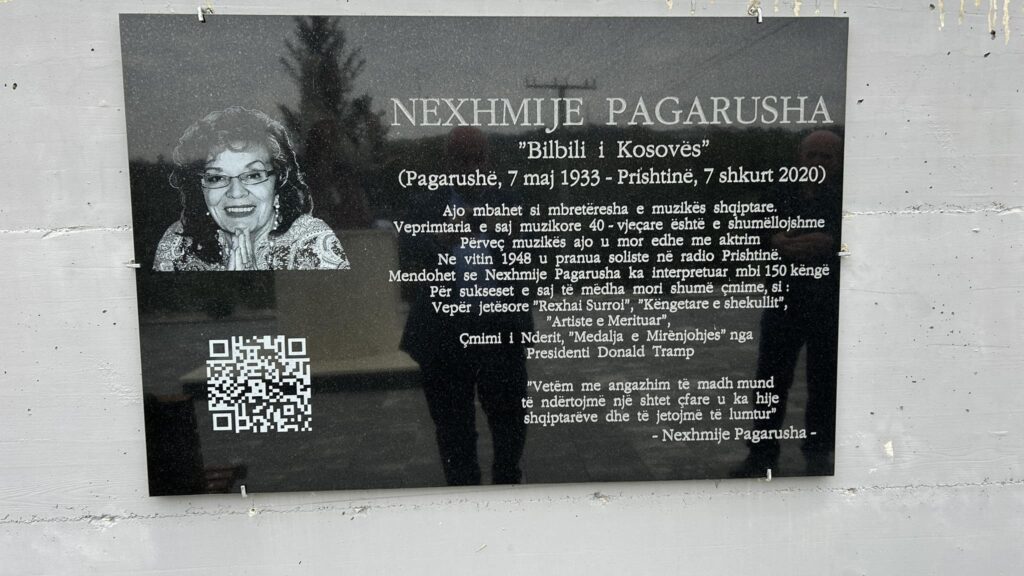 NEXHMIJE PAGARUSHA
"Bilbili i Kosovës"
(Pagarushë, 7 maj 1933 - Prishtinë, 7 shkurt 2020)
Ajo mbahet si mbretëresha e muzikës shqiptare.
Veprimtaria e saj muzikore 40 - vjeçare është e shumëllojshme
Përveç muzikës ajo u mor edhe me aktrim
Ne vitin 1948 u pranua soliste në radio Prishtinë.
Mendohet se Nexhmije Pagarusha ka interpretuar mbi 150 këngë
Për sukseset e saj të mëdha mori shumë çmime, si :
Vepër jetësore "Rexhai Surroi", "Këngetare e shekullit",
"Artiste e Merituar",
Çmimi i Nderit, "Medalja e Mirènjohjes" nga
Presidenti Donald Tramp
"Vetëm me angazhim të madh mund
të ndërtojmë një shtet çfare u ka hije
shqiptarëve dhe të jetojmë të lumtur"
- Nexhmije Pagarusha -